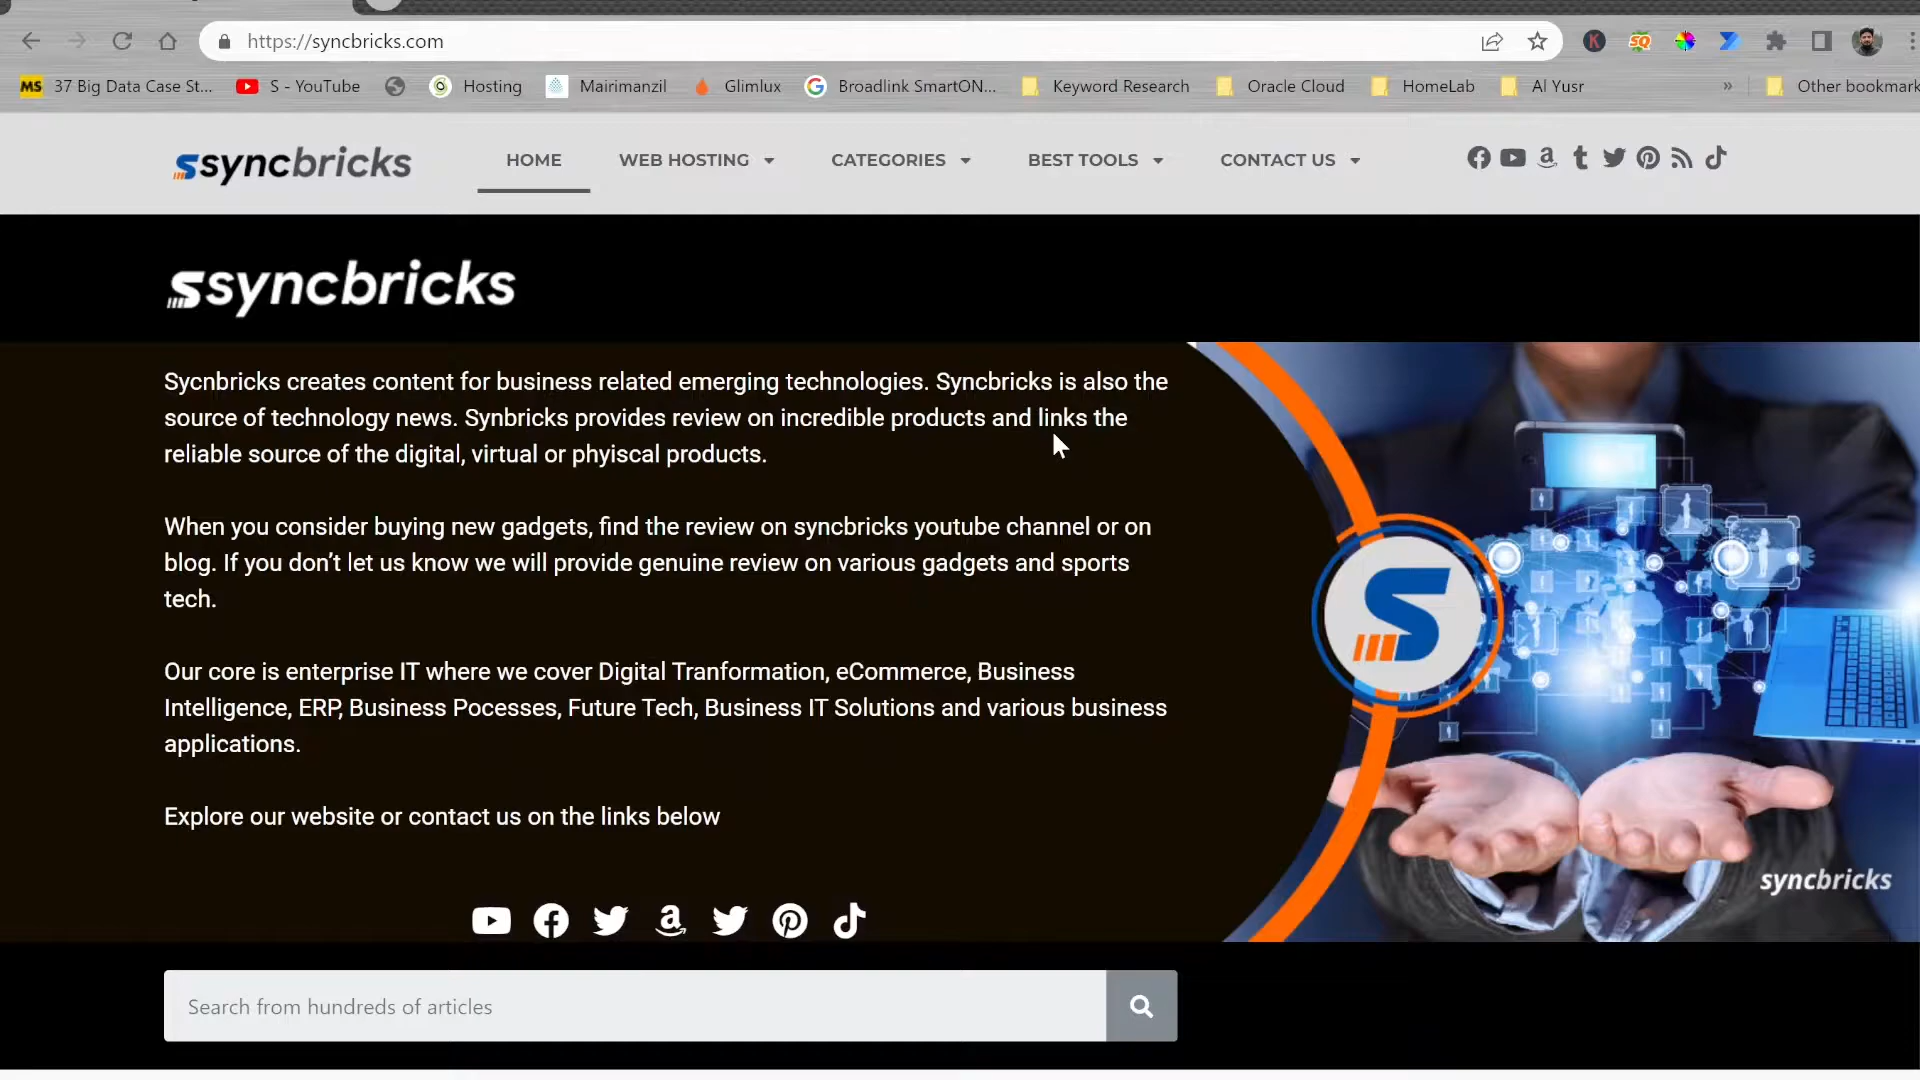 https://syncbricks.com
MS 37 Big Data Case St... S - YouTube Hosting Mairimanzil Glimlux Broadlink SmartON... Keyword Research Oracle Cloud HomeLab Al Yusr » Other bookmark
ssyncbricks HOME WEB HOSTING CATEGORIES BEST TOOLS CONTACT US
ssyncbricks
Sycnbricks creates content for business related emerging technologies. Syncbricks is also the
source of technology news. Synbricks provides review on incredible products and links the
reliable source of the digital, virtual or phyiscal products.
When you consider buying new gadgets, find the review on syncbricks youtube channel or on
blog. If you don’t let us know we will provide genuine review on various gadgets and sports
tech.
Our core is enterprise IT where we cover Digital Tranformation, eCommerce, Business
Intelligence, ERP, Business Pocesses, Future Tech, Business IT Solutions and various business
applications.
Explore our website or contact us on the links below
S
syncbricks
Search from hundreds of articles